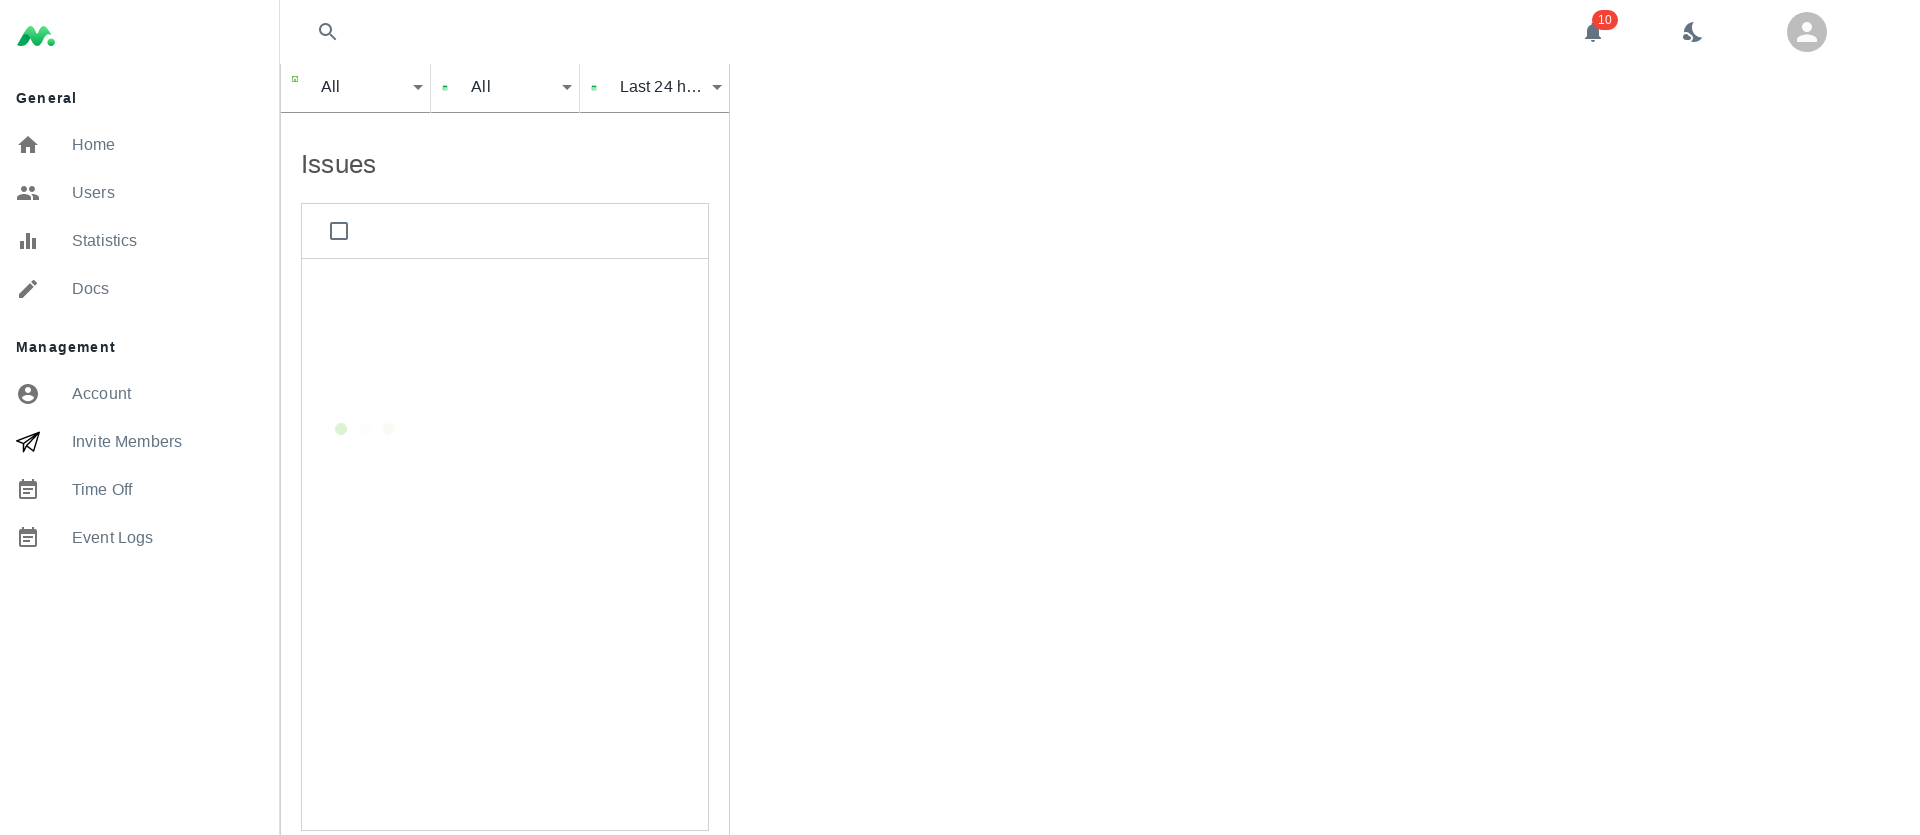 10
All
All
Last 24 h…
General
Home
Users
Statistics
Docs
Management
Account
Invite Members
Time Off
Event Logs
Issues